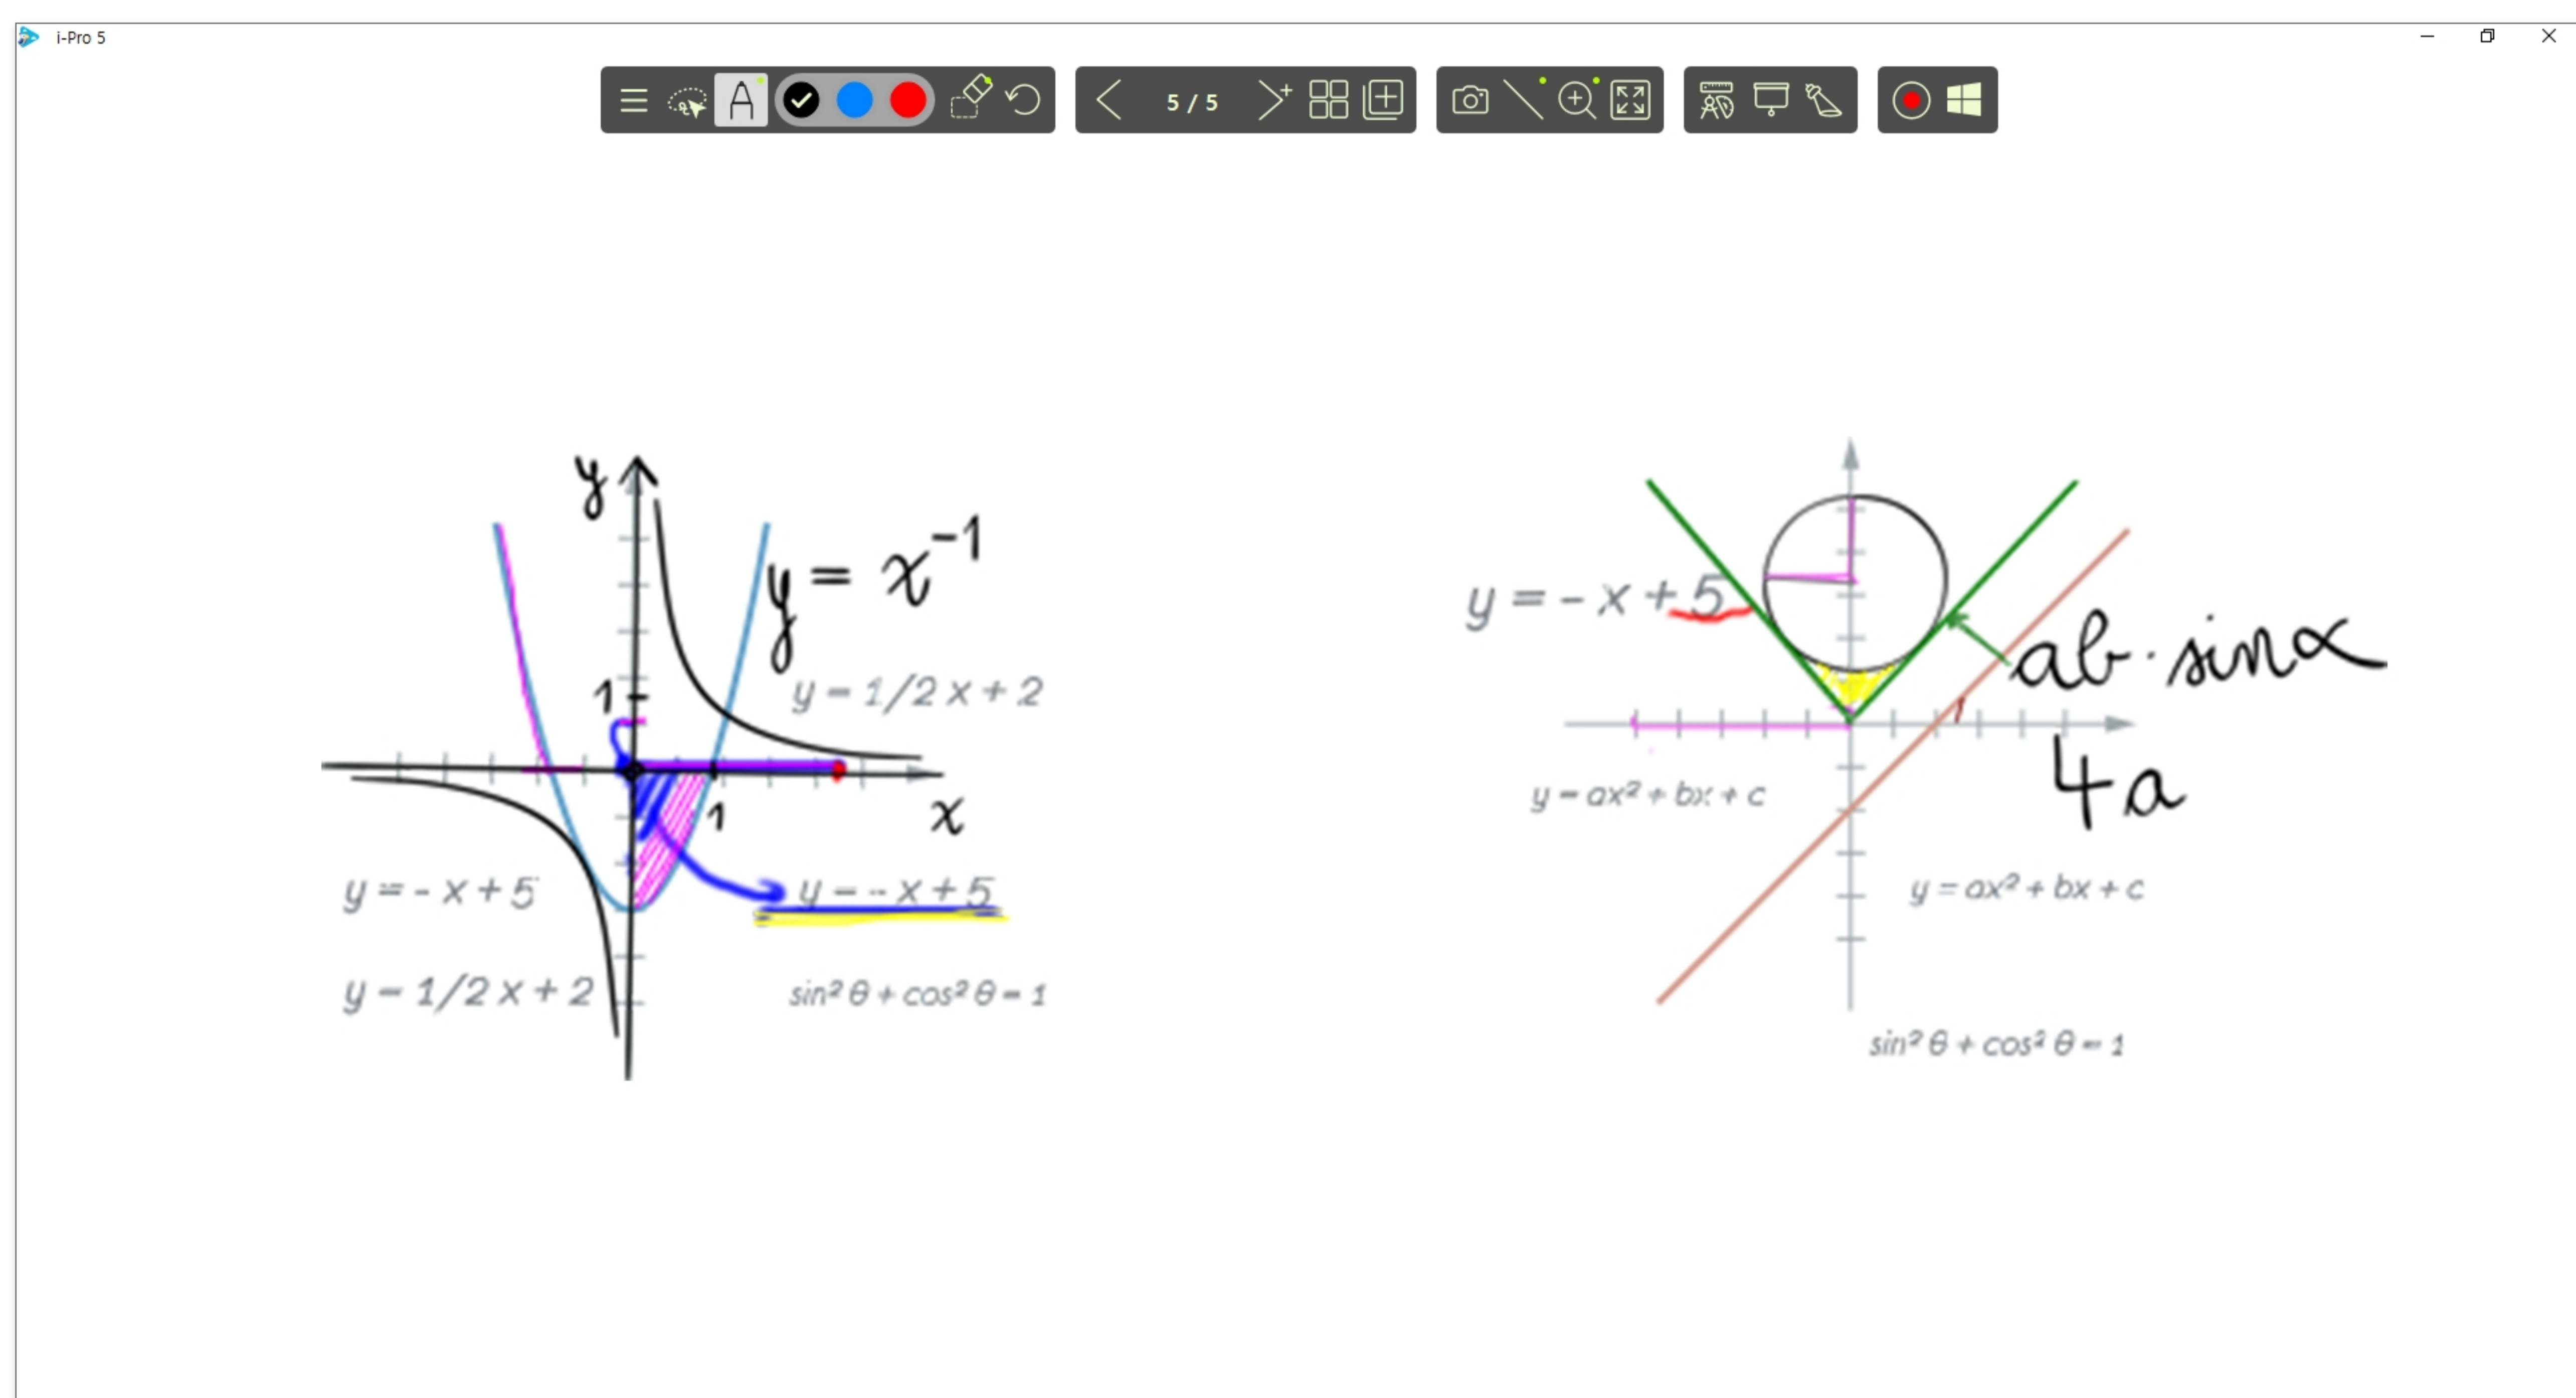 i-Pro 5
5 / 5
y
y = x⁻¹
y = 1/2 x + 2
1
1
x
y = - x + 5
y = - x + 5
y = 1/2 x + 2
sin² θ + cos² θ = 1
y = - x + 5
ab · sinα
1
4a
y = ax² + bx + c
y = ax² + bx + c
sin² θ + cos² θ = 1